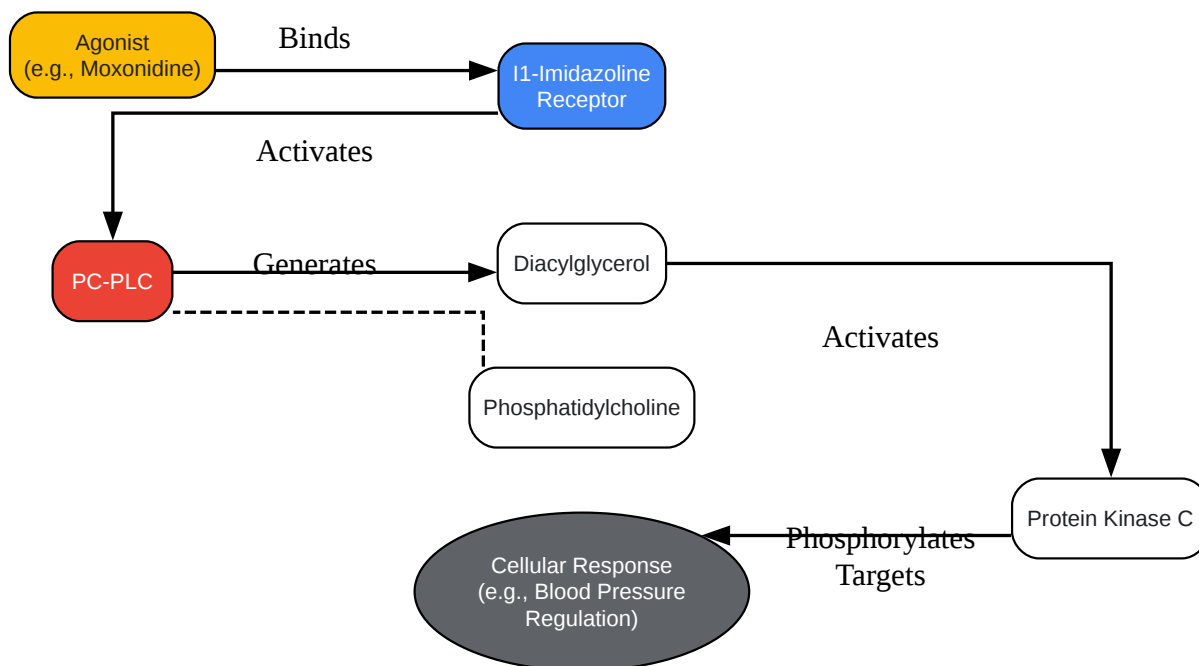 Agonist
(e.g., Moxonidine)
Binds
I1-Imidazoline
Receptor
Activates
PC-PLC
Generates
Diacylglycerol
Activates
Phosphatidylcholine
Protein Kinase C
Phosphorylates
Targets
Cellular Response
(e.g., Blood Pressure
Regulation)